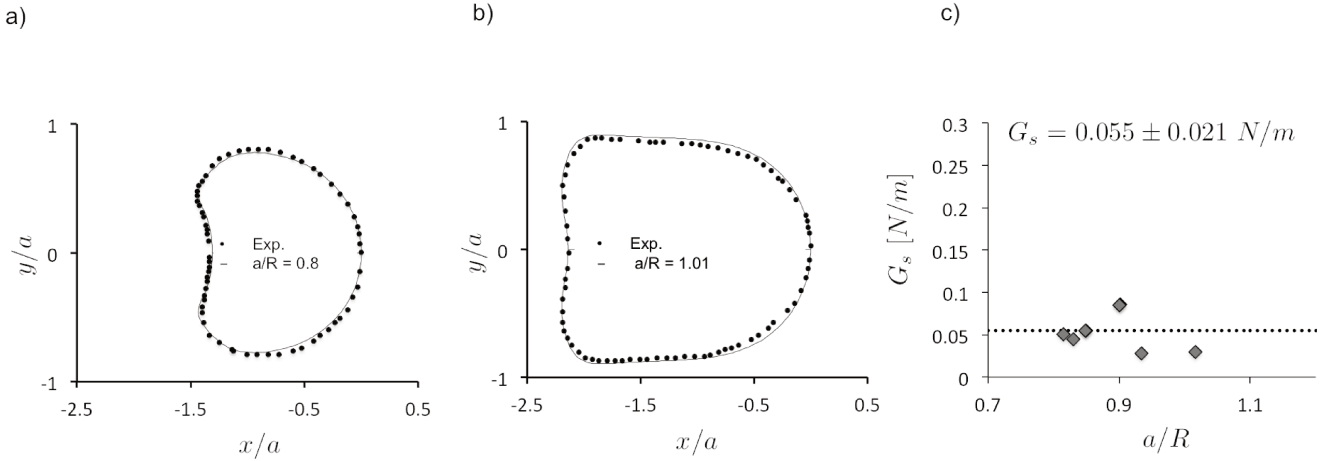 a)
1
0
-1
-2.5 -1.5 -0.5 0.5
y/a
x/a
• Exp.
– a/R = 0.8
b)
1
0
-1
-2.5 -1.5 -0.5 0.5
y/a
x/a
• Exp.
– a/R = 1.01
c)
G_s = 0.055 ± 0.021 N/m
0.3
0.25
0.2
0.15
0.1
0.05
0
0.7 0.9 1.1
G_s [N/m]
a/R